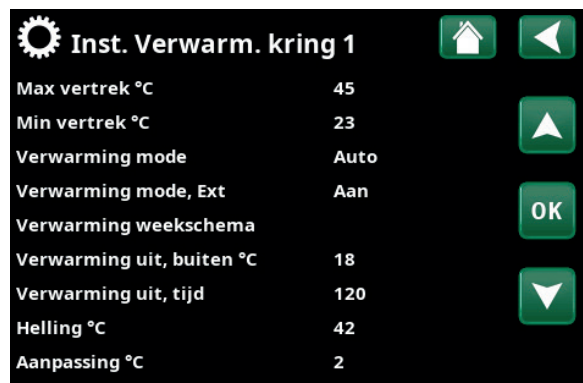 Inst. Verwarm. kring 1
Max vertrek °C 45
Min vertrek °C 23
Verwarming mode Auto
Verwarming mode, Ext Aan
Verwarming weekschema
Verwarming uit, buiten °C 18
Verwarming uit, tijd 120
Helling °C 42
Aanpassing °C 2
OK